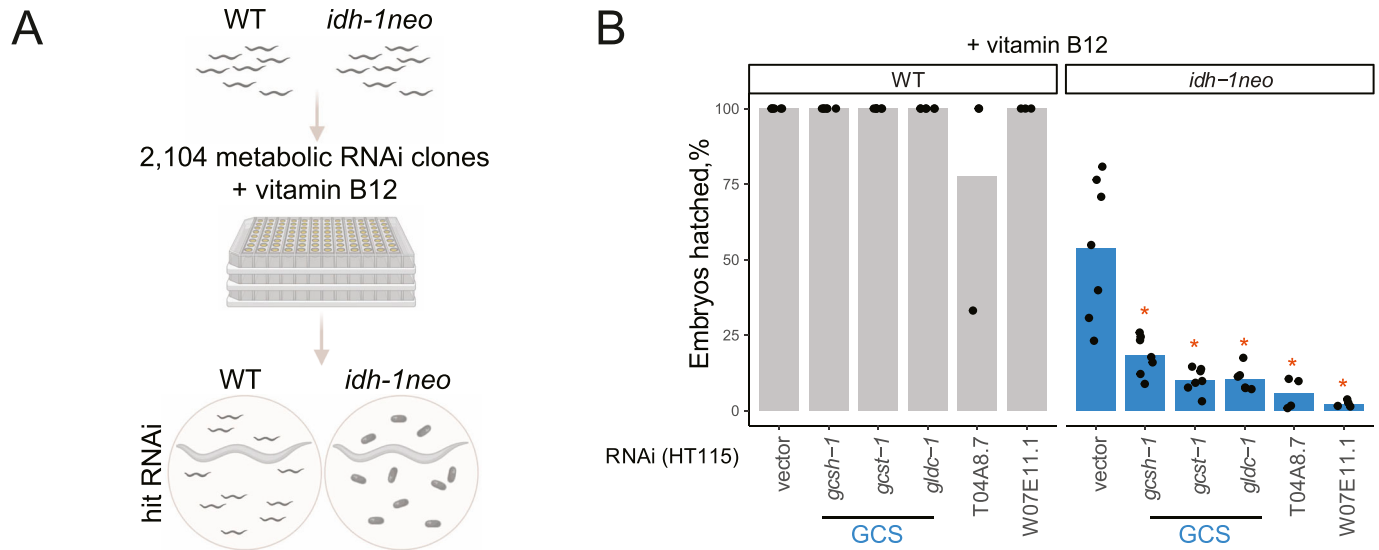 A
WT idh-1neo
2,104 metabolic RNAi clones
+ vitamin B12
WT idh-1neo
hit RNAi
B
+ vitamin B12
WT idh−1neo
Embryos hatched,%
100
75
50
25
0
* * * * *
RNAi (HT115)
vector gcsh−1 gcst−1 gldc−1 T04A8.7 W07E11.1 vector gcsh−1 gcst−1 gldc−1 T04A8.7 W07E11.1
GCS GCS